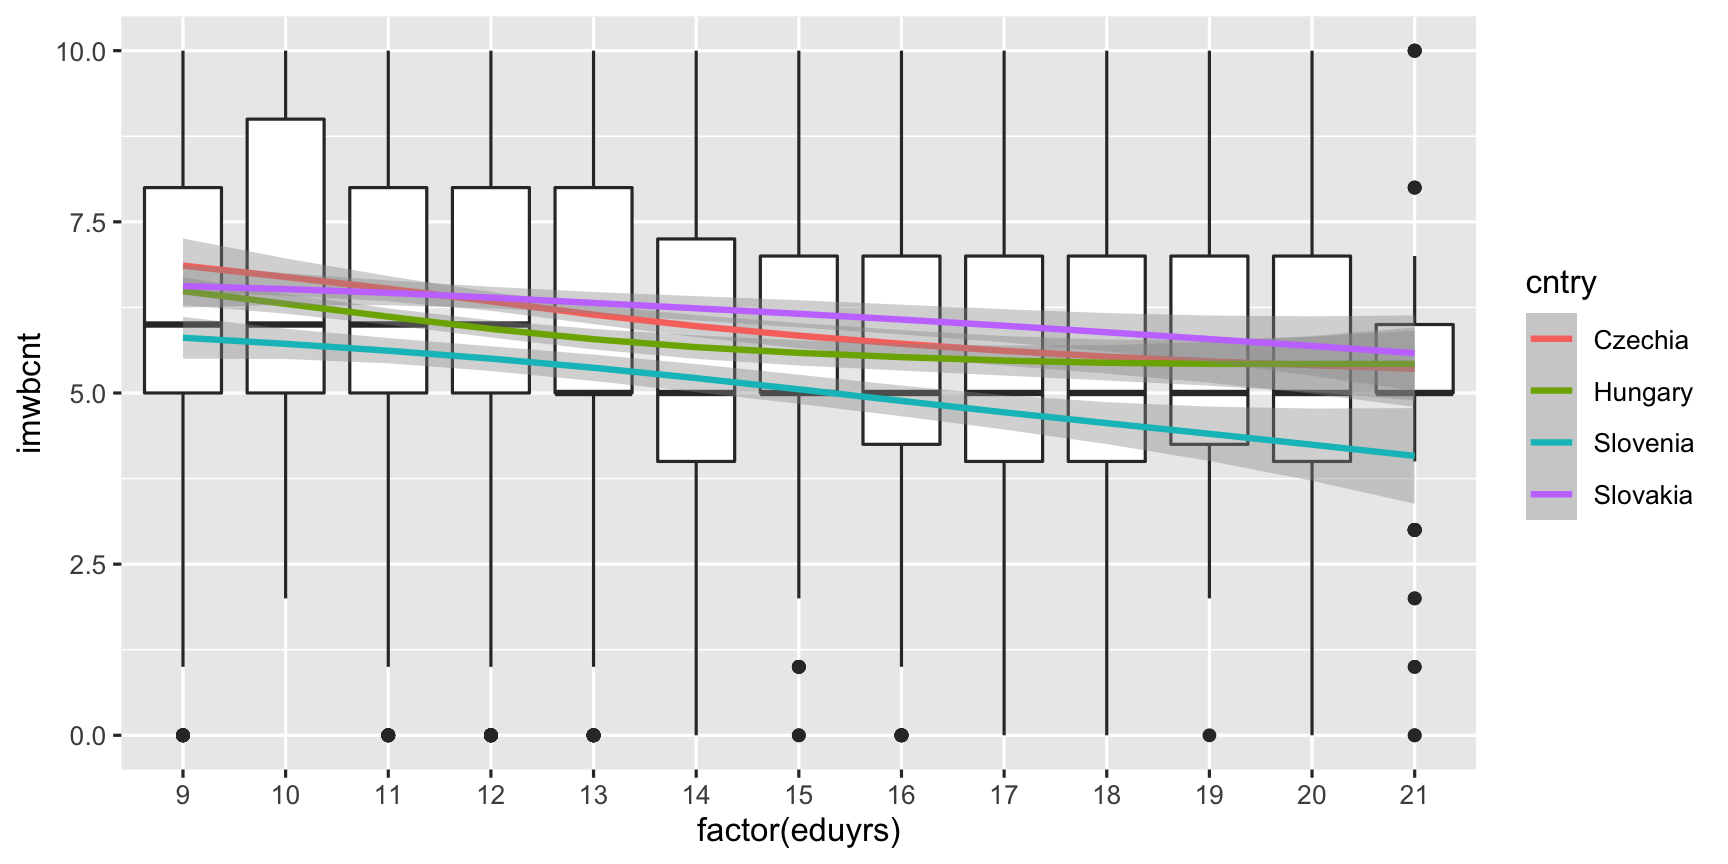 10.0
7.5
5.0
2.5
0.0
imwbcnt
9 10 11 12 13 14 15 16 17 18 19 20 21
factor(eduyrs)
cntry
Czechia
Hungary
Slovenia
Slovakia